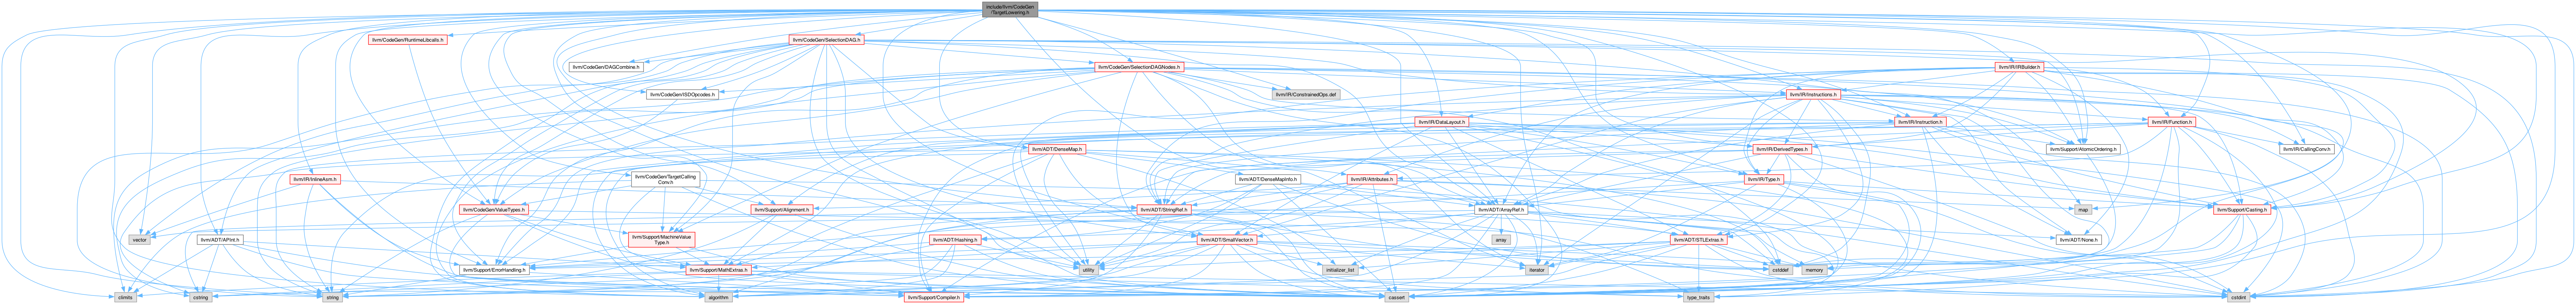 include/llvm/CodeGen
/TargetLowering.h
llvm/CodeGen/RuntimeLibcalls.h
llvm/CodeGen/SelectionDAG.h
llvm/CodeGen/DAGCombine.h
llvm/CodeGen/SelectionDAGNodes.h
llvm/IR/IRBuilder.h
llvm/CodeGen/ISDOpcodes.h
llvm/IR/ConstrainedOps.def
llvm/IR/Instructions.h
llvm/IR/DataLayout.h
llvm/IR/Instruction.h
llvm/IR/Function.h
llvm/ADT/DenseMap.h
llvm/IR/DerivedTypes.h
llvm/Support/AtomicOrdering.h
llvm/IR/CallingConv.h
llvm/IR/InlineAsm.h
llvm/CodeGen/TargetCalling
Conv.h
llvm/ADT/DenseMapInfo.h
llvm/IR/Attributes.h
llvm/IR/Type.h
llvm/CodeGen/ValueTypes.h
llvm/Support/Alignment.h
llvm/ADT/StringRef.h
llvm/ADT/ArrayRef.h
map
llvm/Support/Casting.h
vector
llvm/ADT/APInt.h
llvm/Support/MachineValue
Type.h
llvm/ADT/Hashing.h
llvm/ADT/SmallVector.h
array
llvm/ADT/STLExtras.h
llvm/ADT/None.h
llvm/Support/ErrorHandling.h
llvm/Support/MathExtras.h
utility
initializer_list
iterator
cstddef
memory
climits
cstring
string
algorithm
llvm/Support/Compiler.h
cassert
type_traits
cstdint